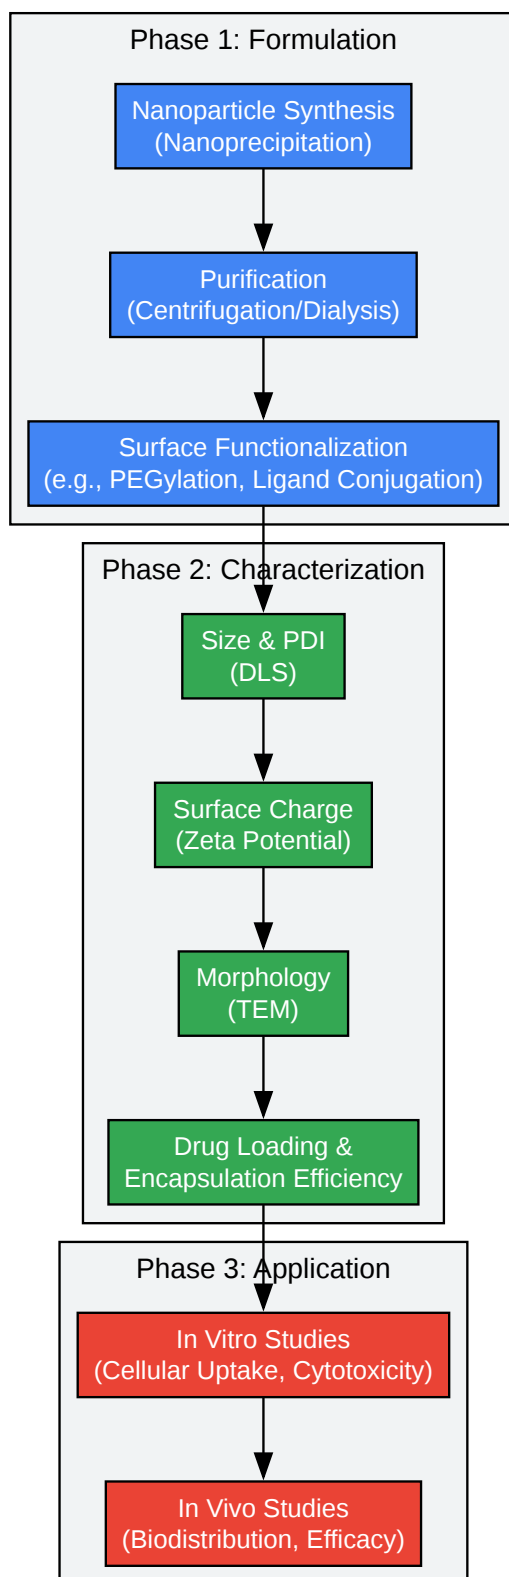 Phase 1: Formulation
Nanoparticle Synthesis
(Nanoprecipitation)
Purification
(Centrifugation/Dialysis)
Surface Functionalization
(e.g., PEGylation, Ligand Conjugation)
Phase 2: Characterization
Size & PDI
(DLS)
Surface Charge
(Zeta Potential)
Morphology
(TEM)
Drug Loading &
Encapsulation Efficiency
Phase 3: Application
In Vitro Studies
(Cellular Uptake, Cytotoxicity)
In Vivo Studies
(Biodistribution, Efficacy)